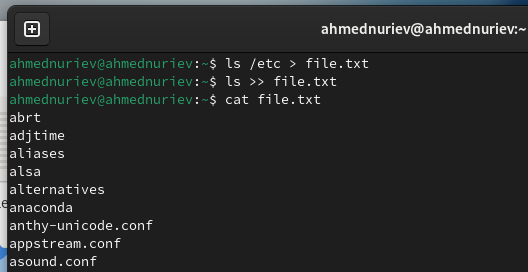 ahmednuriev@ahmednuriev:~
ahmednuriev@ahmednuriev:~$ ls /etc > file.txt
ahmednuriev@ahmednuriev:~$ ls >> file.txt
ahmednuriev@ahmednuriev:~$ cat file.txt
abrt
adjtime
aliases
alsa
alternatives
anaconda
anthy-unicode.conf
appstream.conf
asound.conf